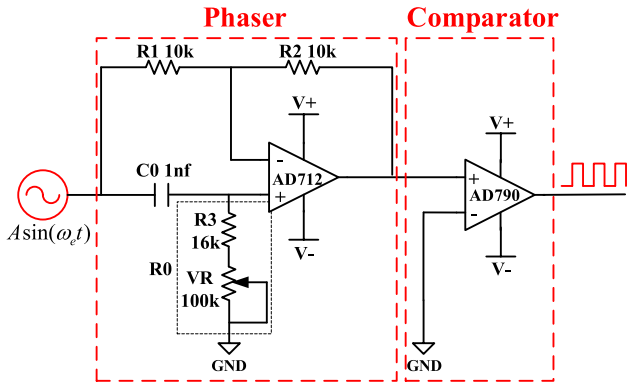 Phaser
Comparator
R1 10k
R2 10k
V+
V+
C0 1nf
-
AD712
+
+
AD790
-
Asin(ωₑt)
R3
16k
V-
V-
R0
VR
100k
GND
GND